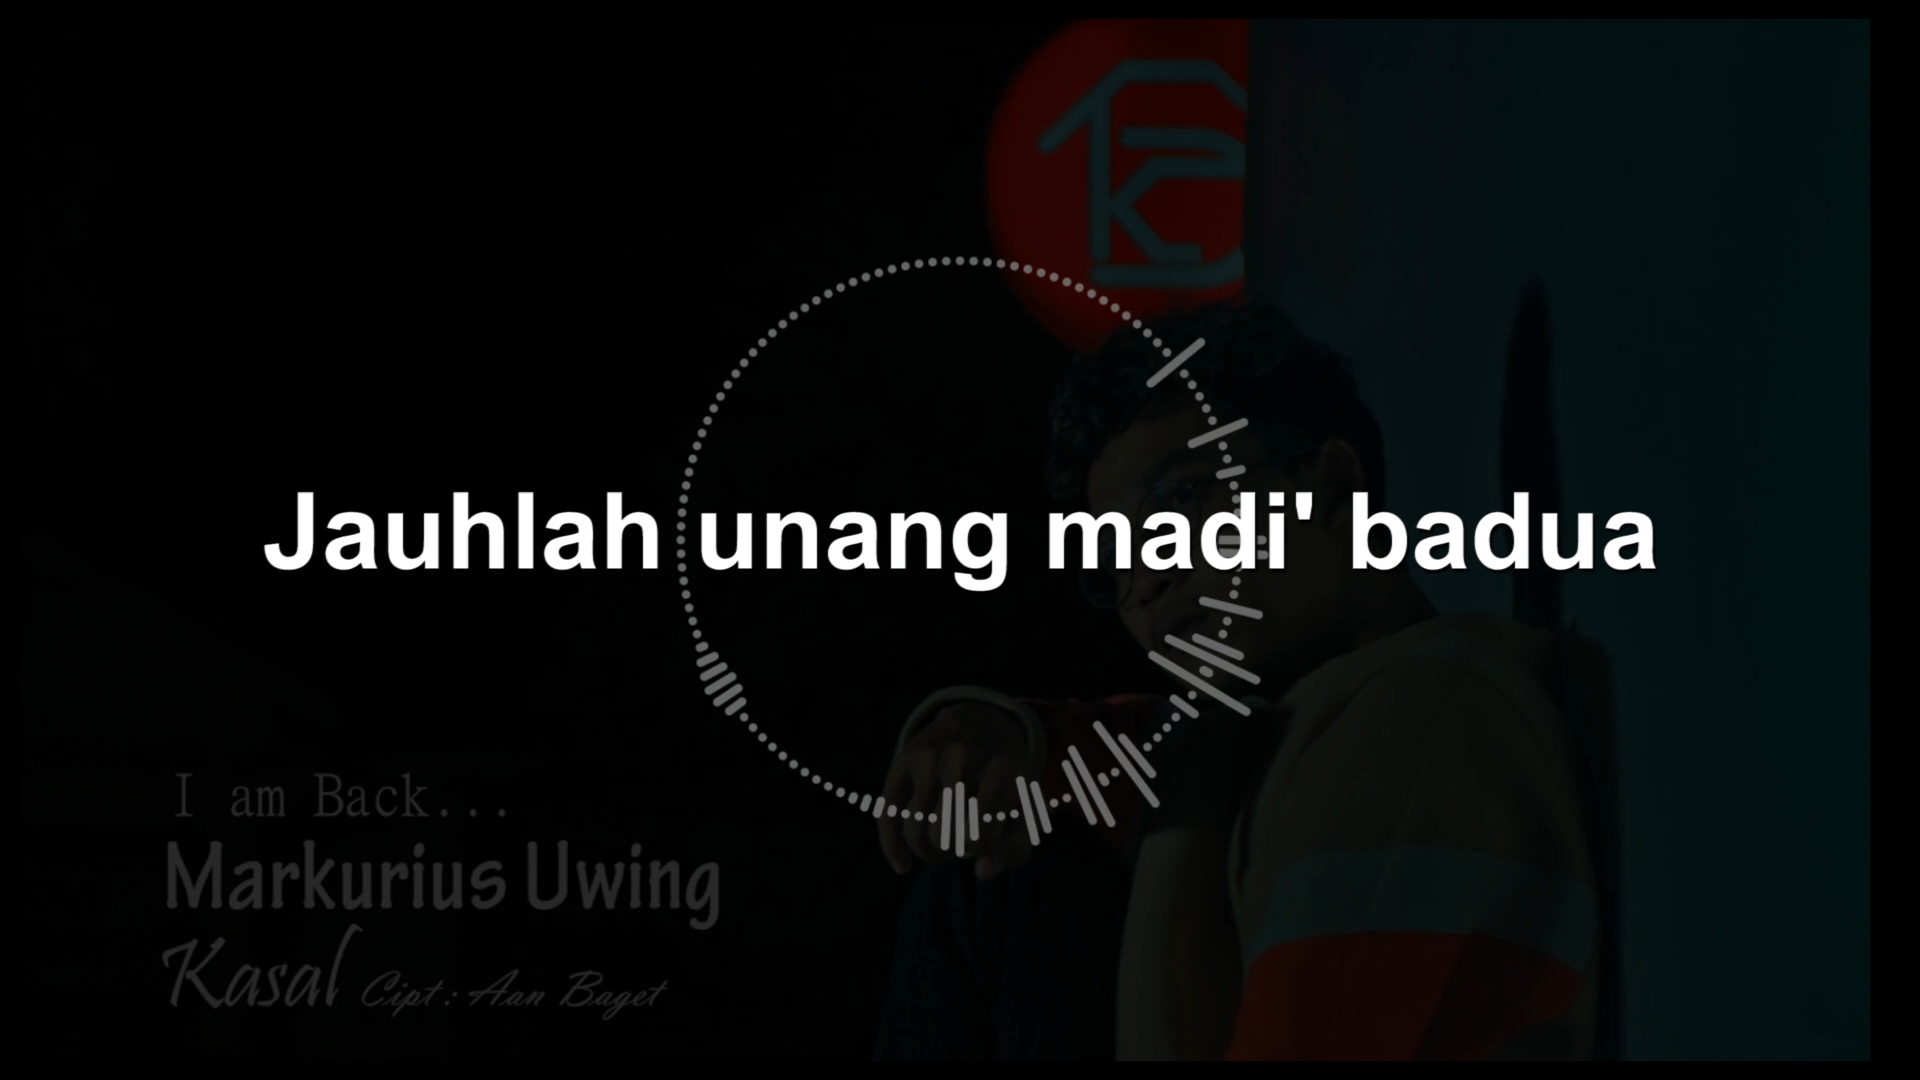 Jauhlah unang madi' badua
I am Back...
Markurius Uwing
Kasal Cipt : Aan Baget